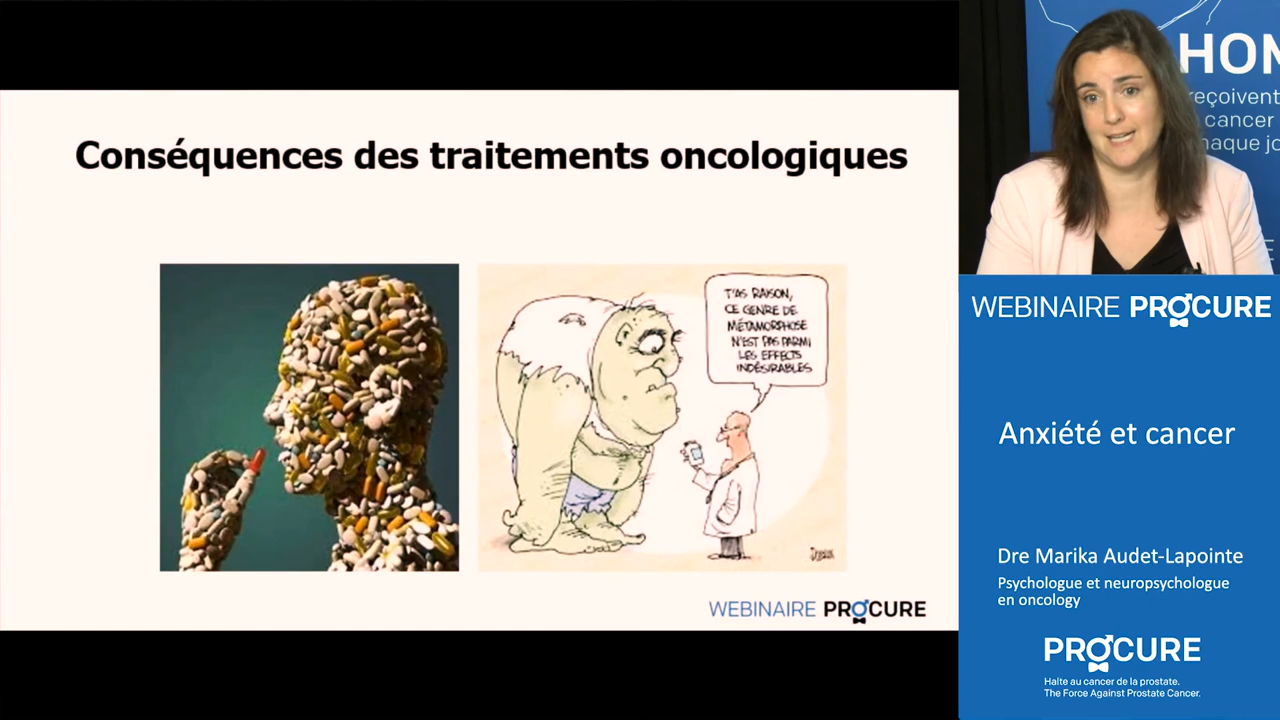 Conséquences des traitements oncologiques
T'AS RAISON,
CE GENRE DE
MÉTAMORPHOSE
N'EST PAS PARMI
LES EFFECTS
INDÉSIRABLES
WEBINAIRE PROCURE
HOM
reçoivent
cancer
haque jo
WEBINAIRE PROCURE
Anxiété et cancer
Dre Marika Audet-Lapointe
Psychologue et neuropsychologue
en oncology
PROCURE
Halte au cancer de la prostate.
The Force Against Prostate Cancer.